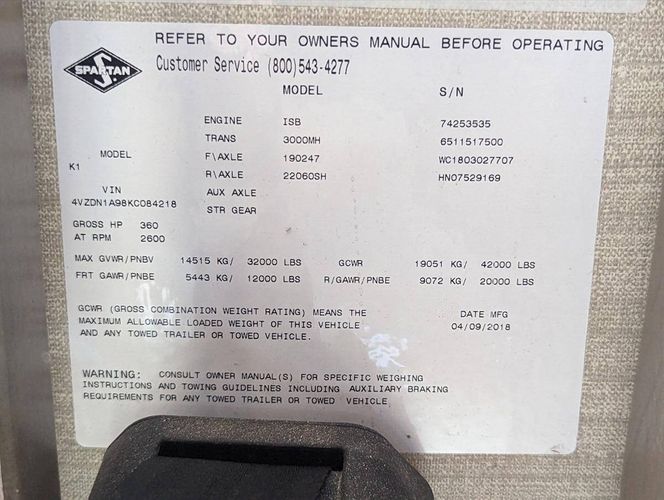 REFER TO YOUR OWNERS MANUAL BEFORE OPERATING
SPARTAN
Customer Service (800)543-4277
MODEL S/N
ENGINE ISB 74253535
TRANS 3000MH 6511517500
MODEL F\AXLE 190247 WC1803027707
K1 R\AXLE 22060SH HN07529169
VIN AUX AXLE
4VZDN1A98KC084218 STR GEAR
GROSS HP 360
AT RPM 2600
MAX GVWR/PNBV 14515 KG/ 32000 LBS GCWR 19051 KG/ 42000 LBS
FRT GAWR/PNBE 5443 KG/ 12000 LBS R/GAWR/PNBE 9072 KG/ 20000 LBS
GCWR (GROSS COMBINATION WEIGHT RATING) MEANS THE DATE MFG
MAXIMUM ALLOWABLE LOADED WEIGHT OF THIS VEHICLE 04/09/2018
AND ANY TOWED TRAILER OR TOWED VEHICLE.
WARNING: CONSULT OWNER MANUAL(S) FOR SPECIFIC WEIGHING
INSTRUCTIONS AND TOWING GUIDELINES INCLUDING AUXILIARY BRAKING
REQUIREMENTS FOR ANY TOWED TRAILER OR TOWED VEHICLE.